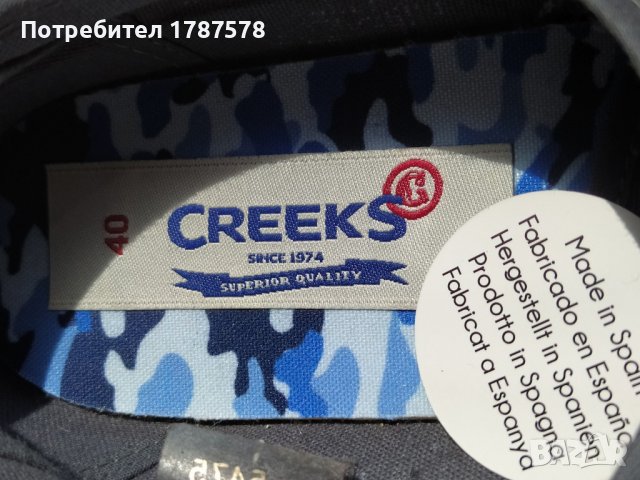 Потребител 1787578
40
CREEKS
SINCE 1974
SUPERIOR QUALITY
Made in Spain
Fabricado en España
Hergestellt in Spanien
Prodotto in Spagna
Fabricat a Espanya
BAZAR